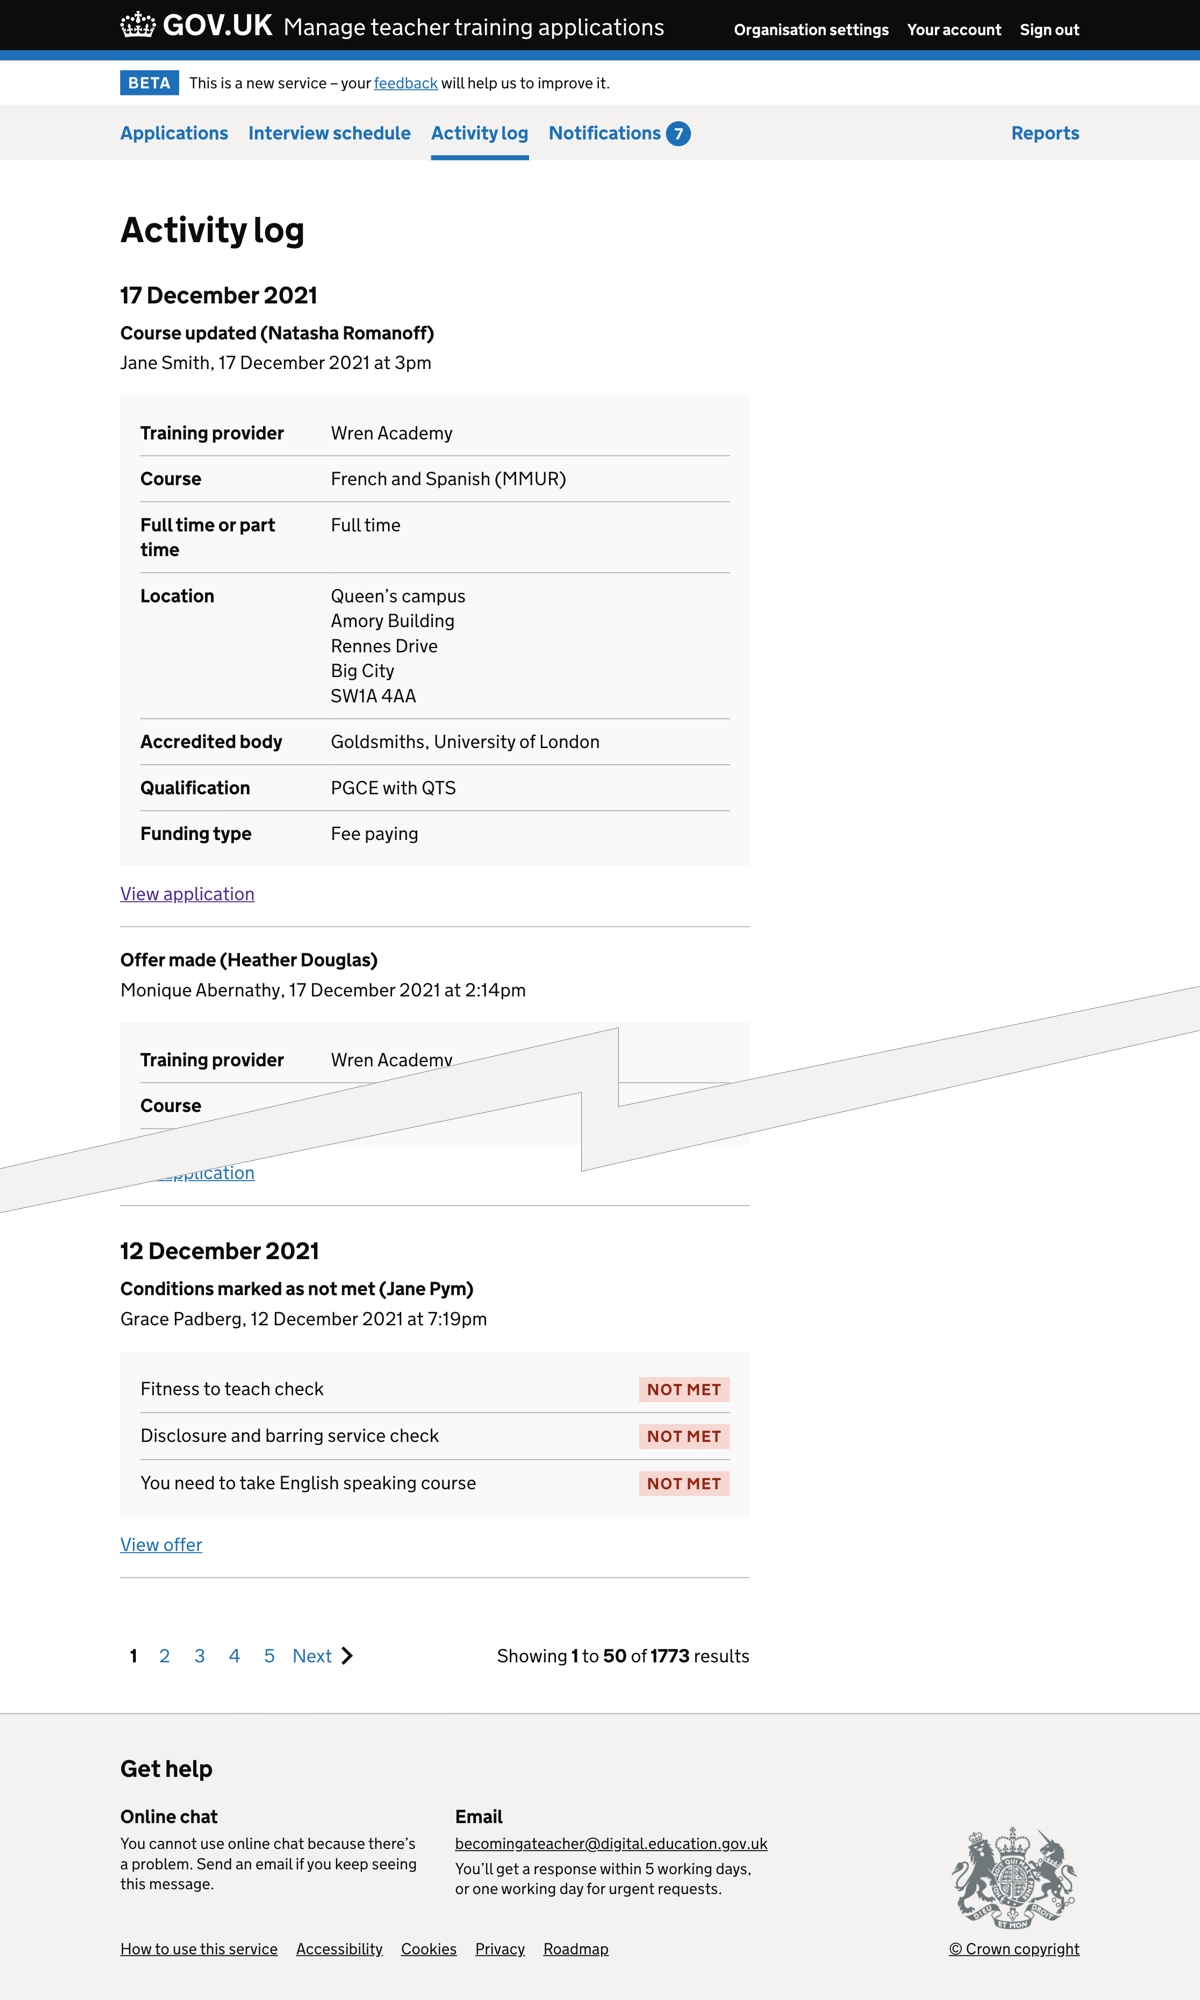 GOV.UK Manage teacher training applications Organisation settings Your account Sign out
BETA This is a new service – your feedback will help us to improve it.
Applications Interview schedule Activity log Notifications 7 Reports
Activity log
17 December 2021
Course updated (Natasha Romanoff)
Jane Smith, 17 December 2021 at 3pm
Training provider Wren Academy
Course French and Spanish (MMUR)
Full time or part time Full time
Location Queen’s campus
Amory Building
Rennes Drive
Big City
SW1A 4AA
Accredited body Goldsmiths, University of London
Qualification PGCE with QTS
Funding type Fee paying
View application
Offer made (Heather Douglas)
Monique Abernathy, 17 December 2021 at 2:14pm
Training provider Wren Academy
Course
application
12 December 2021
Conditions marked as not met (Jane Pym)
Grace Padberg, 12 December 2021 at 7:19pm
Fitness to teach check NOT MET
Disclosure and barring service check NOT MET
You need to take English speaking course NOT MET
View offer
1 2 3 4 5 Next Showing 1 to 50 of 1773 results
Get help
Online chat
You cannot use online chat because there’s
a problem. Send an email if you keep seeing
this message.
Email
becomingateacher@digital.education.gov.uk
You’ll get a response within 5 working days,
or one working day for urgent requests.
DIEU ET MON DROIT
How to use this service Accessibility Cookies Privacy Roadmap © Crown copyright